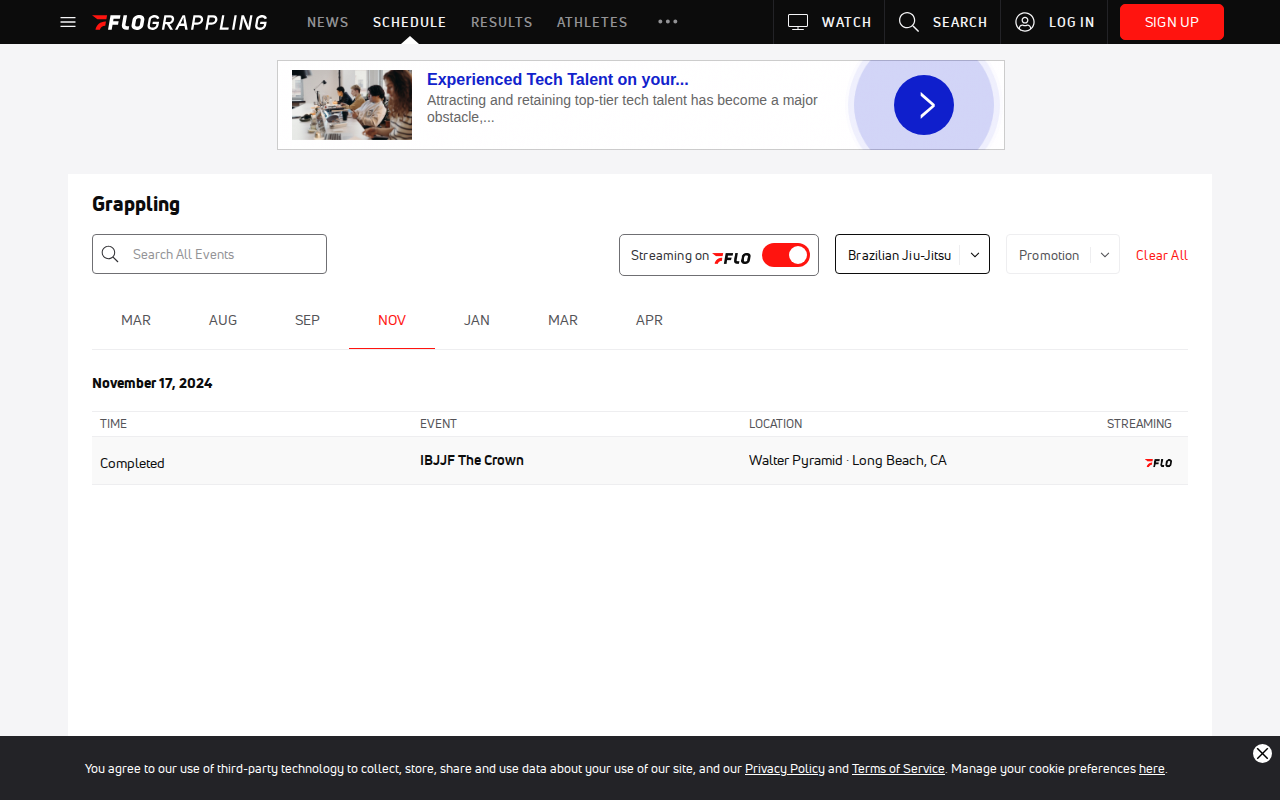 FLOGRAPPLING NEWS SCHEDULE RESULTS ATHLETES ••• WATCH SEARCH LOG IN SIGN UP
Experienced Tech Talent on your...
Attracting and retaining top-tier tech talent has become a major
obstacle,...
Grappling
Search All Events Streaming on FLO Brazilian Jiu-Jitsu Promotion Clear All
MAR AUG SEP NOV JAN MAR APR
November 17, 2024
TIME EVENT LOCATION STREAMING
Completed IBJJF The Crown Walter Pyramid · Long Beach, CA FLO
You agree to our use of third-party technology to collect, store, share and use data about your use of our site, and our Privacy Policy and Terms of Service. Manage your cookie preferences here.